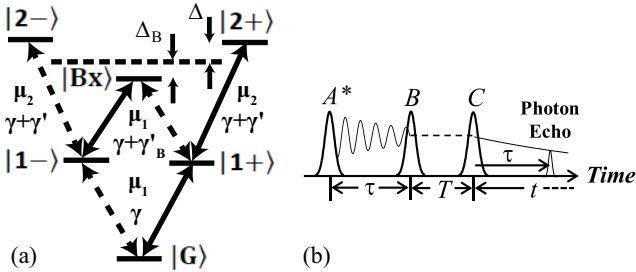 |2−⟩
Δ_B
Δ
|2+⟩
|Bx⟩
μ₂
γ+γ'
μ₁
γ+γ'_B
μ₂
γ+γ'
|1−⟩
|1+⟩
μ₁
γ
|G⟩
(a)
A*
B
C
Photon
Echo
τ
Time
τ
T
t
(b)